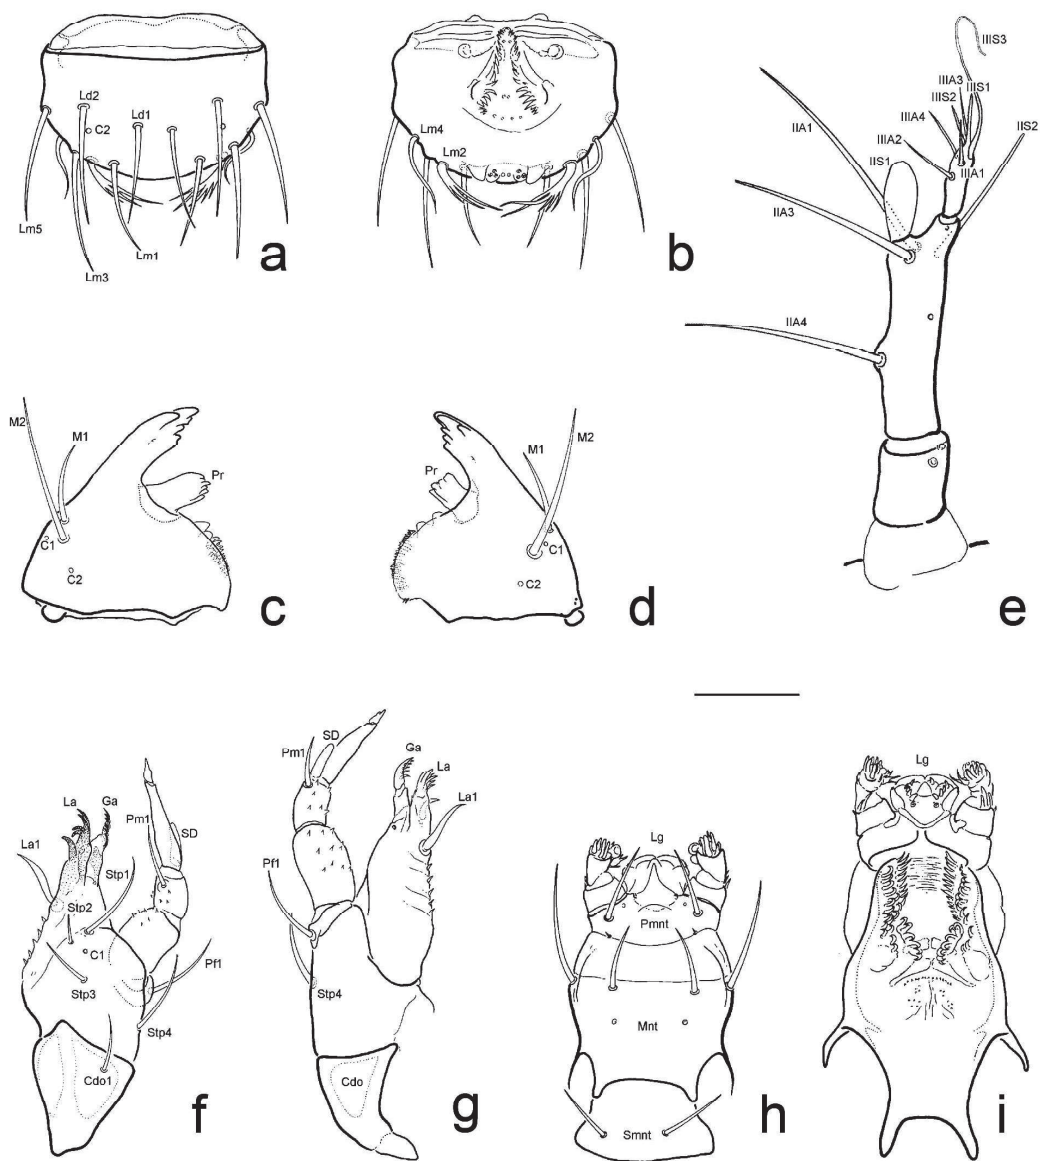 Ld2
Ld1
C2
Lm5
Lm3
Lm1
a
Lm4
Lm2
b
IIIS3
IIIA3
IIIS1
IIIS2
IIIA4
IIIA2
IIIA1
IIS2
IIA1
IIS1
IIA3
IIA4
e
M2
M1
Pr
C1
C2
c
M1
M2
Pr
C1
C2
d
La
Ga
La1
Pm1
SD
Stp1
Stp2
C1
Stp3
Pf1
Stp4
Cdo1
f
Pm1
SD
Ga
La
La1
Pf1
Stp4
Cdo
g
Lg
Pmnt
Mnt
Smnt
h
Lg
i